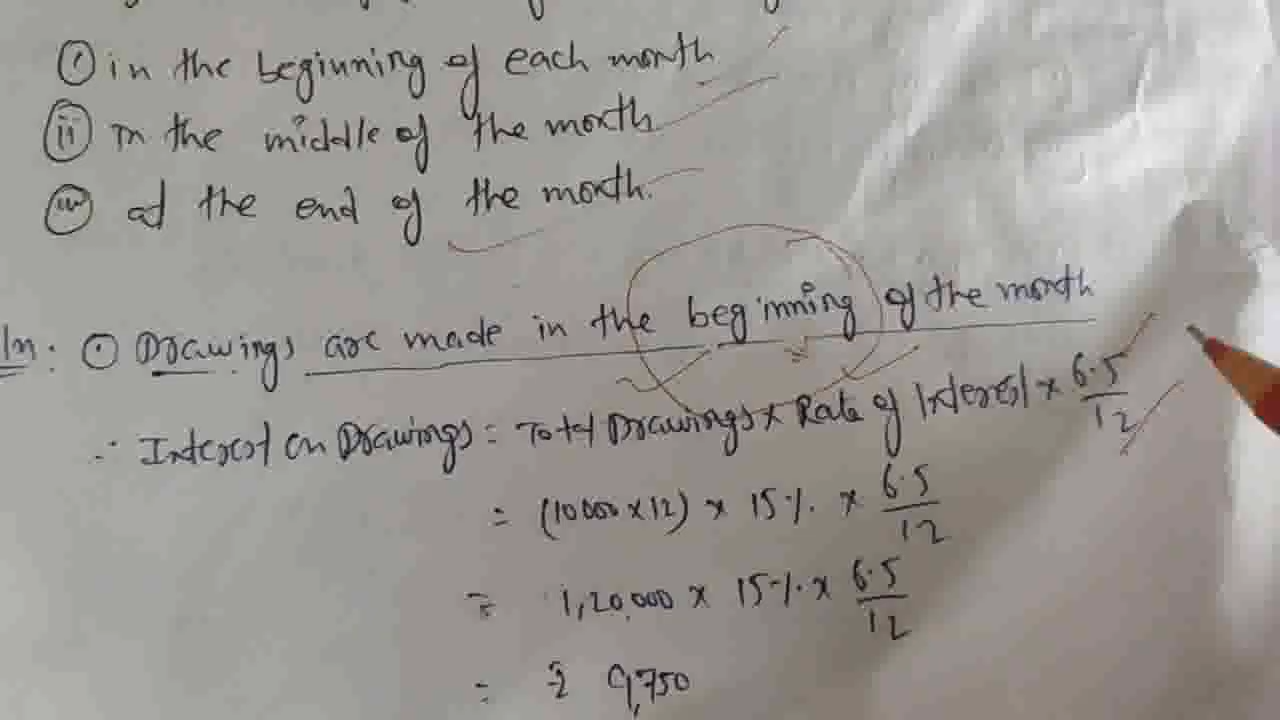 (i) in the beginning of each month
(ii) in the middle of the month
(iii) at the end of the month.
ln: (i) Drawings are made in the beginning of the month
∴ Interest on Drawings = Total Drawings × Rate of Interest × 6.5/12
= (10000 × 12) × 15% × 6.5/12
= 1,20,000 × 15% × 6.5/12
= ₹ 9,750